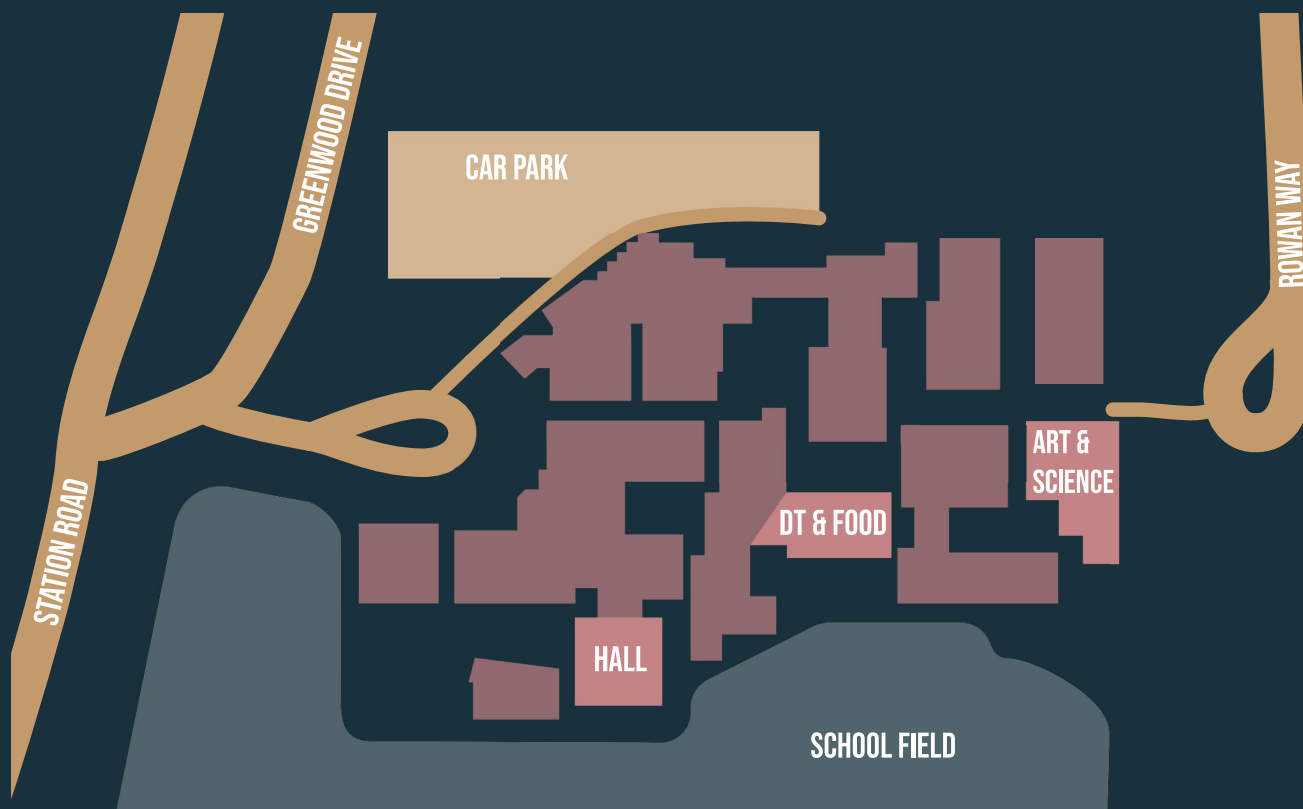 GREENWOOD DRIVE
CAR PARK
ROWAN WAY
ART &
SCIENCE
DT & FOOD
STATION ROAD
HALL
SCHOOL FIELD